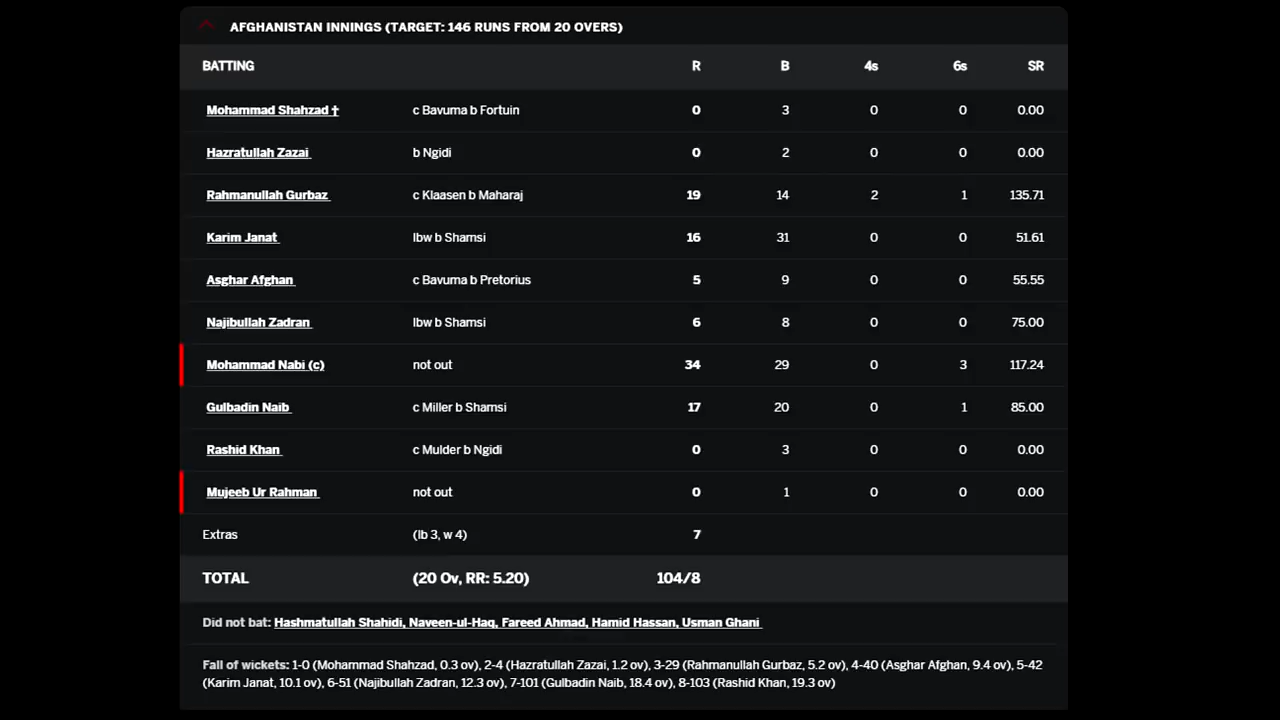 AFGHANISTAN INNINGS (TARGET: 146 RUNS FROM 20 OVERS)
BATTING R B 4s 6s SR
Mohammad Shahzad † c Bavuma b Fortuin 0 3 0 0 0.00
Hazratullah Zazai b Ngidi 0 2 0 0 0.00
Rahmanullah Gurbaz c Klaasen b Maharaj 19 14 2 1 135.71
Karim Janat lbw b Shamsi 16 31 0 0 51.61
Asghar Afghan c Bavuma b Pretorius 5 9 0 0 55.55
Najibullah Zadran lbw b Shamsi 6 8 0 0 75.00
Mohammad Nabi (c) not out 34 29 0 3 117.24
Gulbadin Naib c Miller b Shamsi 17 20 0 1 85.00
Rashid Khan c Mulder b Ngidi 0 3 0 0 0.00
Mujeeb Ur Rahman not out 0 1 0 0 0.00
Extras (lb 3, w 4) 7
TOTAL (20 Ov, RR: 5.20) 104/8
Did not bat: Hashmatullah Shahidi, Naveen-ul-Haq, Fareed Ahmad, Hamid Hassan, Usman Ghani
Fall of wickets: 1-0 (Mohammad Shahzad, 0.3 ov), 2-4 (Hazratullah Zazai, 1.2 ov), 3-29 (Rahmanullah Gurbaz, 5.2 ov), 4-40 (Asghar Afghan, 9.4 ov), 5-42
(Karim Janat, 10.1 ov), 6-51 (Najibullah Zadran, 12.3 ov), 7-101 (Gulbadin Naib, 18.4 ov), 8-103 (Rashid Khan, 19.3 ov)